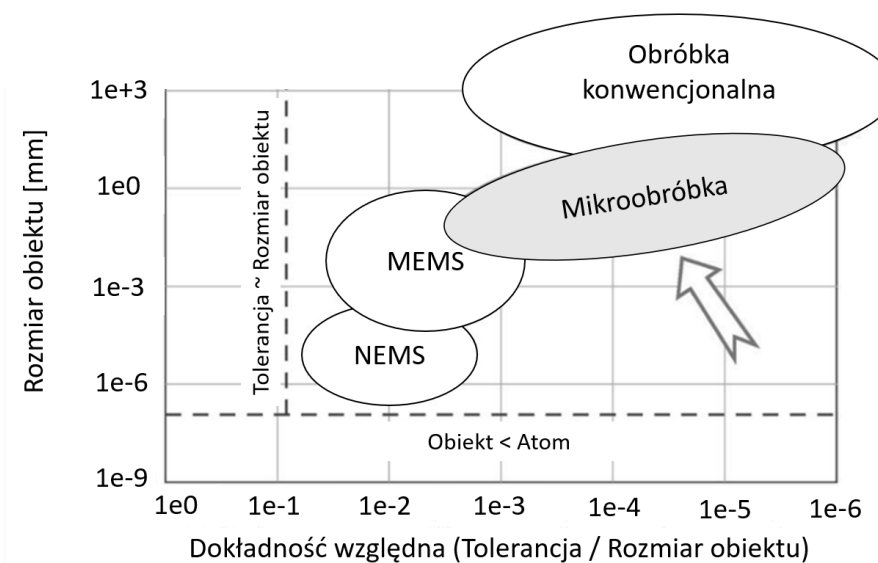 Obróbka
konwencjonalna
Mikroobróbka
MEMS
NEMS
Tolerancja ~ Rozmiar obiektu
Obiekt < Atom
Rozmiar obiektu [mm]
1e+3
1e0
1e-3
1e-6
1e-9
1e0 1e-1 1e-2 1e-3 1e-4 1e-5 1e-6
Dokładność względna (Tolerancja / Rozmiar obiektu)